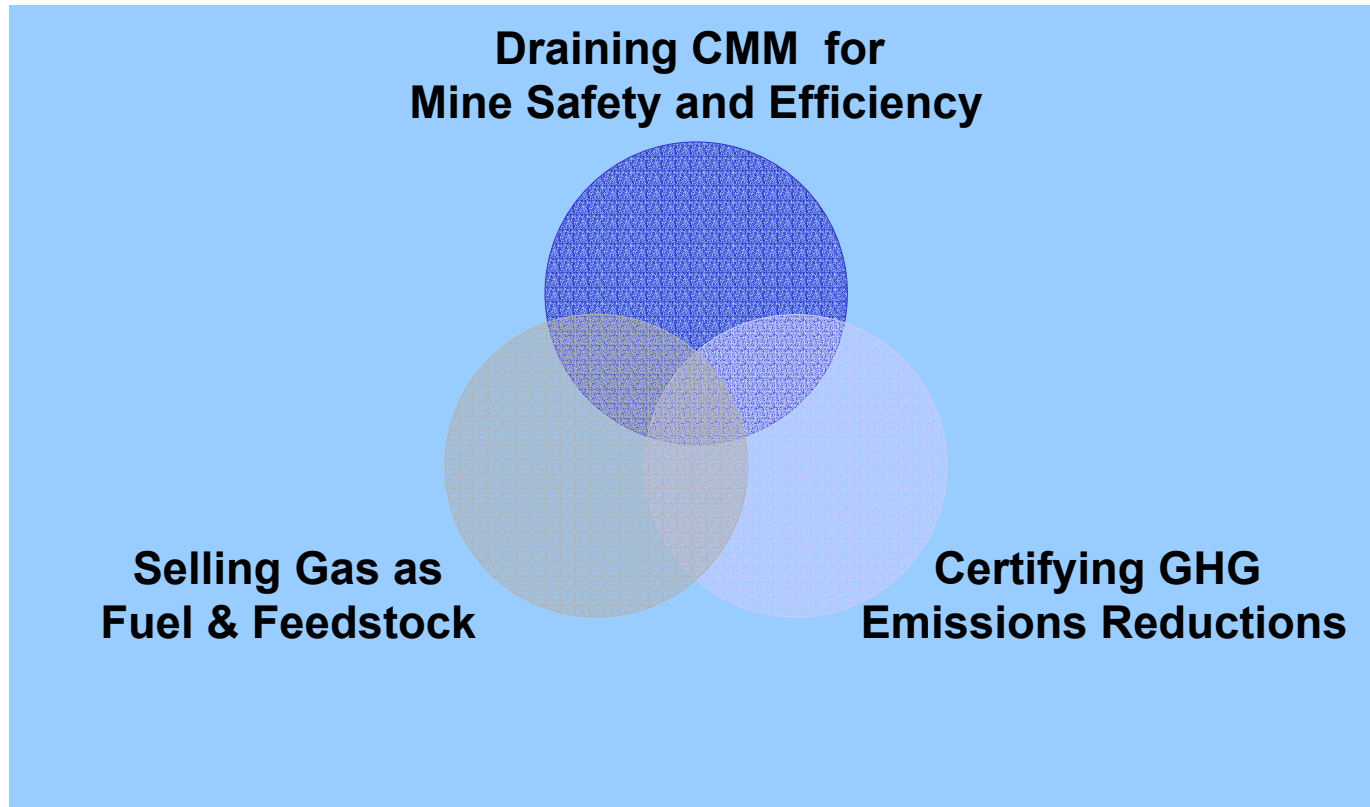 Draining CMM for
Mine Safety and Efficiency
Selling Gas as
Fuel & Feedstock
Certifying GHG
Emissions Reductions